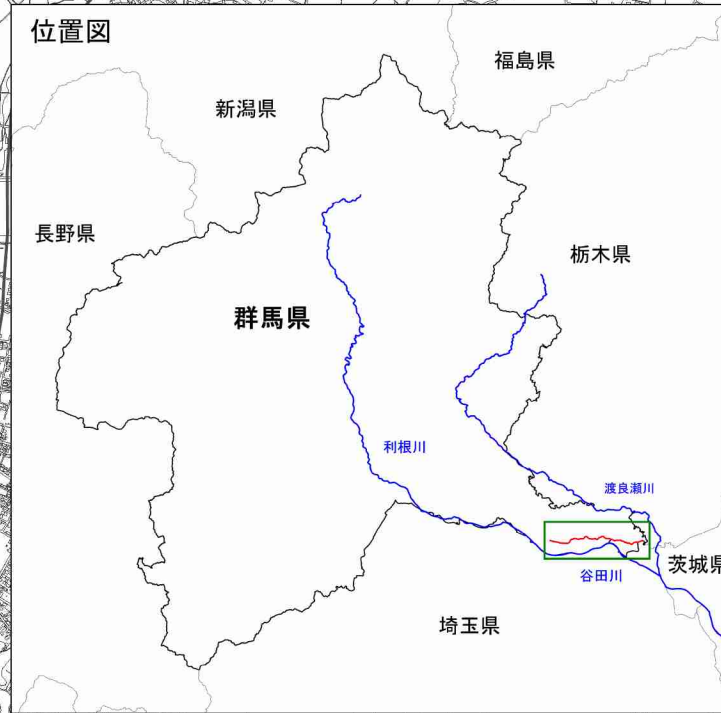 位置図
福島県
新潟県
長野県
栃木県
群馬県
利根川
渡良瀬川
茨城県
谷田川
埼玉県